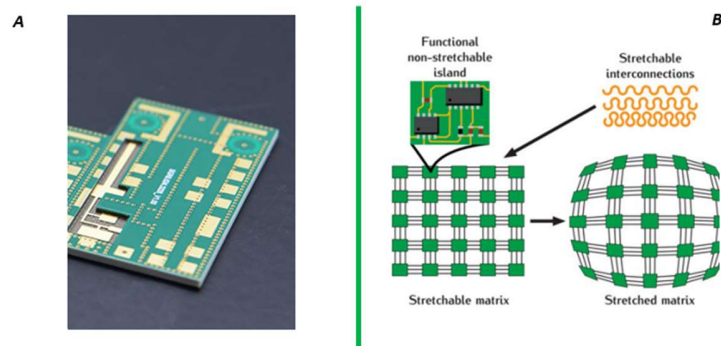 A
B
Functional
non-stretchable
island
Stretchable
interconnections
Stretchable matrix
Stretched matrix